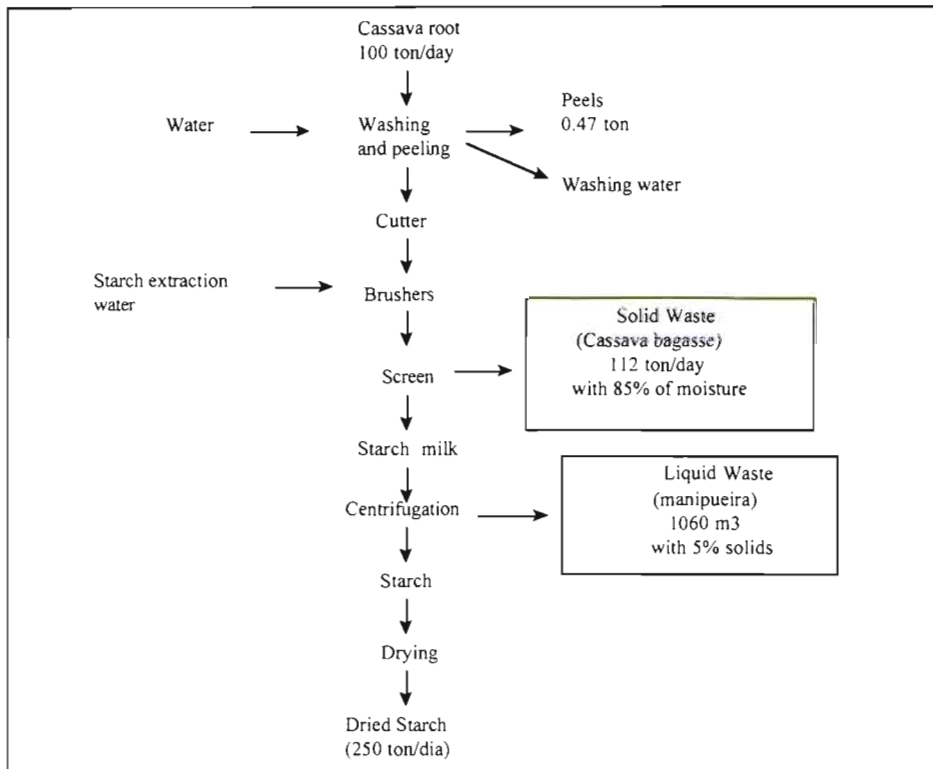 Cassava root
100 ton/day
Water
Washing
and peeling
Peels
0.47 ton
Washing water
Cutter
Starch extraction
water
Brushers
Solid Waste
(Cassava bagasse)
112 ton/day
with 85% of moisture
Screen
Starch milk
Liquid Waste
(manipueira)
1060 m3
with 5% solids
Centrifugation
Starch
Drying
Dried Starch
(250 ton/dia)